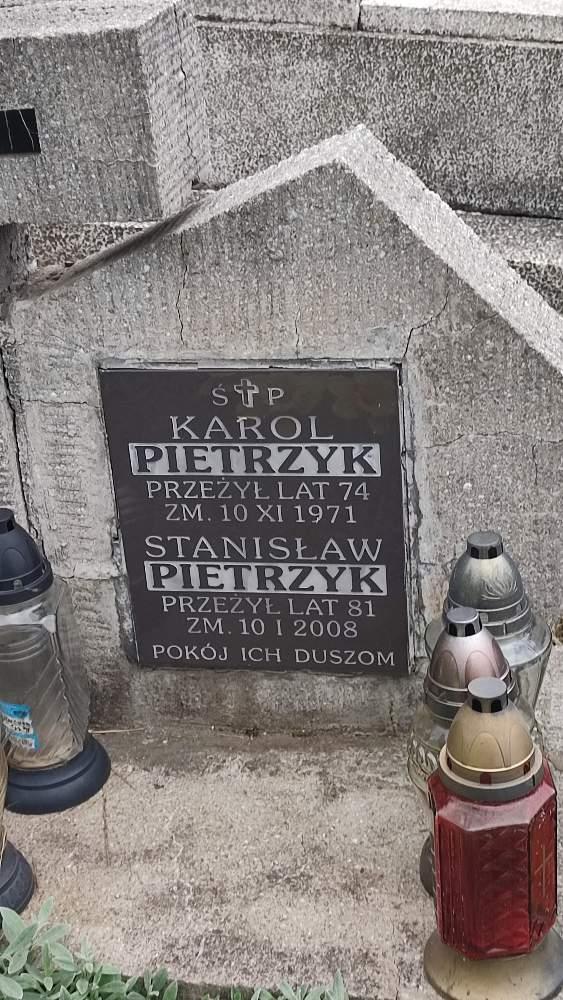 Ś✝P
KAROL
PIETRZYK
PRZEŻYŁ LAT 74
ZM. 10 XI 1971
STANISŁAW
PIETRZYK
PRZEŻYŁ LAT 81
ZM. 10 I 2008
POKÓJ ICH DUSZOM